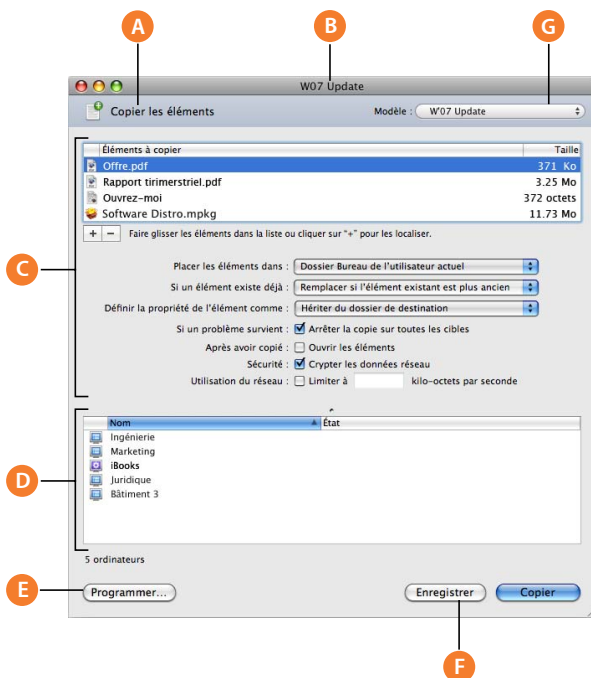 A
B
G
W07 Update
Copier les éléments
Modèle : W'07 Update
Éléments à copier Taille
Offre.pdf 371 Ko
Rapport tirimerstriel.pdf 3.25 Mo
Ouvrez-moi 372 octets
Software Distro.mpkg 11.73 Mo
+ − Faire glisser les éléments dans la liste ou cliquer sur "+" pour les localiser.
C
Placer les éléments dans : Dossier Bureau de l'utilisateur actuel
Si un élément existe déjà : Remplacer si l'élément existant est plus ancien
Définir la propriété de l'élément comme : Hériter du dossier de destination
Si un problème survient : Arrêter la copie sur toutes les cibles
Après avoir copié : Ouvrir les éléments
Sécurité : Crypter les données réseau
Utilisation du réseau : Limiter à kilo-octets par seconde
Nom État
Ingénierie
Marketing
iBooks
D
Juridique
Bâtiment 3
5 ordinateurs
E
Programmer... Enregistrer Copier
F